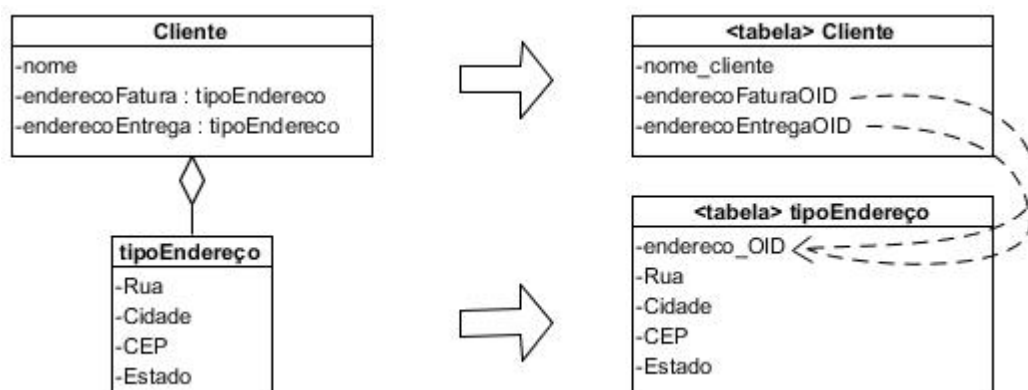 Cliente
-nome
-enderecoFatura : tipoEndereco
-enderecoEntrega : tipoEndereco
tipoEndereço
-Rua
-Cidade
-CEP
-Estado
<tabela> Cliente
-nome_cliente
-enderecoFaturaOID
-enderecoEntregaOID
<tabela> tipoEndereço
-endereco_OID
-Rua
-Cidade
-CEP
-Estado